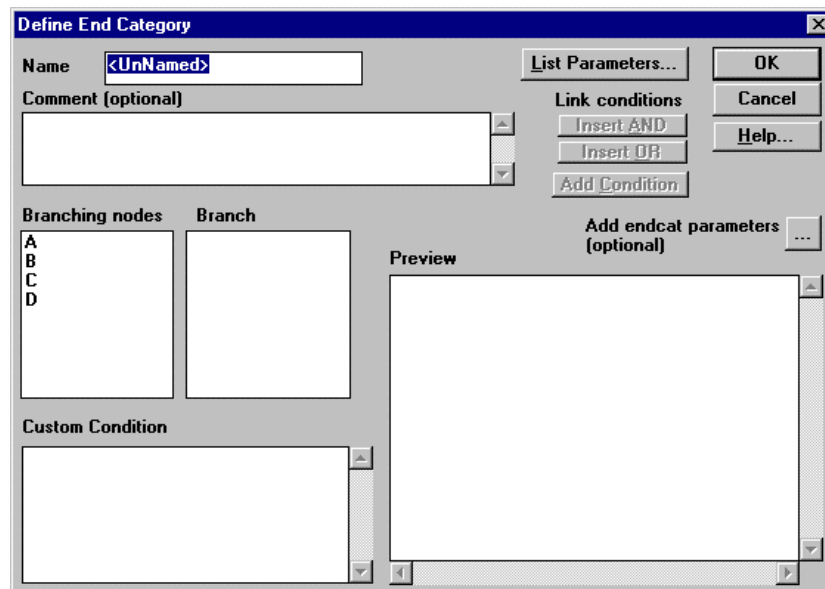 Define End Category
Name
<UnNamed>
List Parameters...
OK
Comment (optional)
Link conditions
Cancel
Insert AND
Help...
Insert OR
Add Condition
Branching nodes
Branch
Add endcat parameters
(optional)
...
A
B
C
D
Preview
Custom Condition